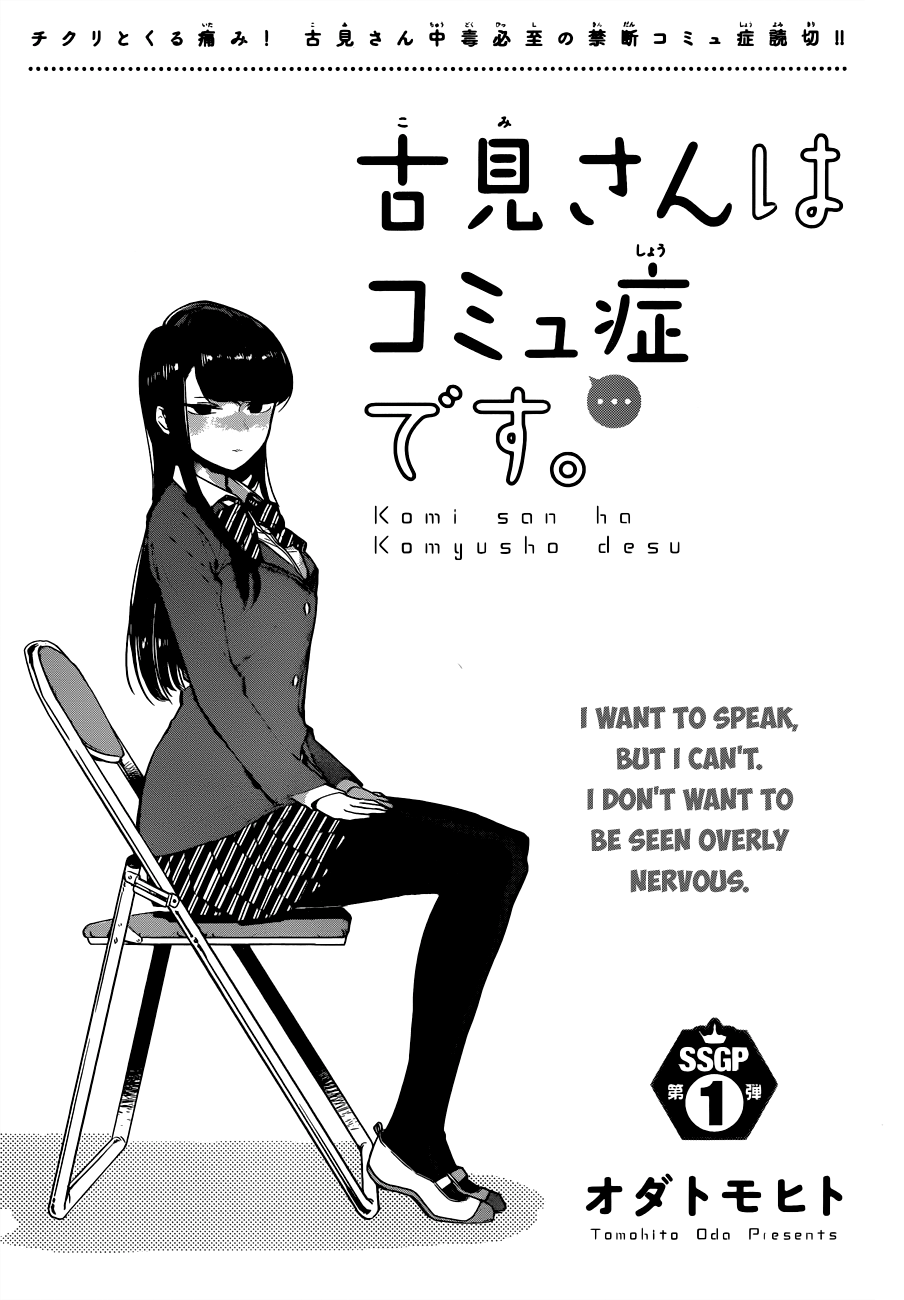 チクリとくる痛み! 古見さん中毒必至の禁断コミュ症読切!!
古見さんは
コミュ症
です。
...
Komi san ha
Komyusho desu
I WANT TO SPEAK,
BUT I CAN'T.
I DON'T WANT TO
BE SEEN OVERLY
NERVOUS.
SSGP
第1弾
オダトモヒト
Tomohito Oda Presents